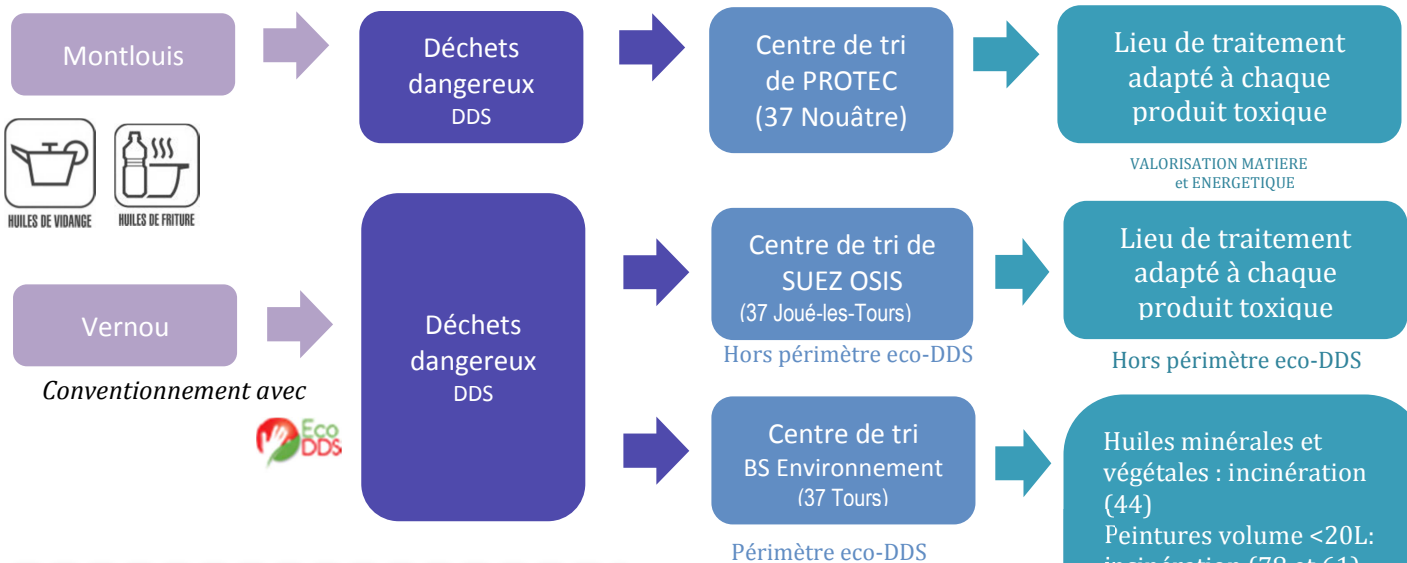 Montlouis
Déchets
dangereux
DDS
Centre de tri
de PROTEC
(37 Nouâtre)
Lieu de traitement
adapté à chaque
produit toxique
VALORISATION MATIERE
et ENERGETIQUE
HUILES DE VIDANGE
HUILES DE FRITURE
Vernou
Conventionnement avec
Eco
DDS
Déchets
dangereux
DDS
Centre de tri de
SUEZ OSIS
(37 Joué-les-Tours)
Hors périmètre eco-DDS
Lieu de traitement
adapté à chaque
produit toxique
Hors périmètre eco-DDS
Centre de tri
BS Environnement
(37 Tours)
Périmètre eco-DDS
Huiles minérales et
végétales : incinération
(44)
Peintures volume <20L:
incinération (78 et 61)